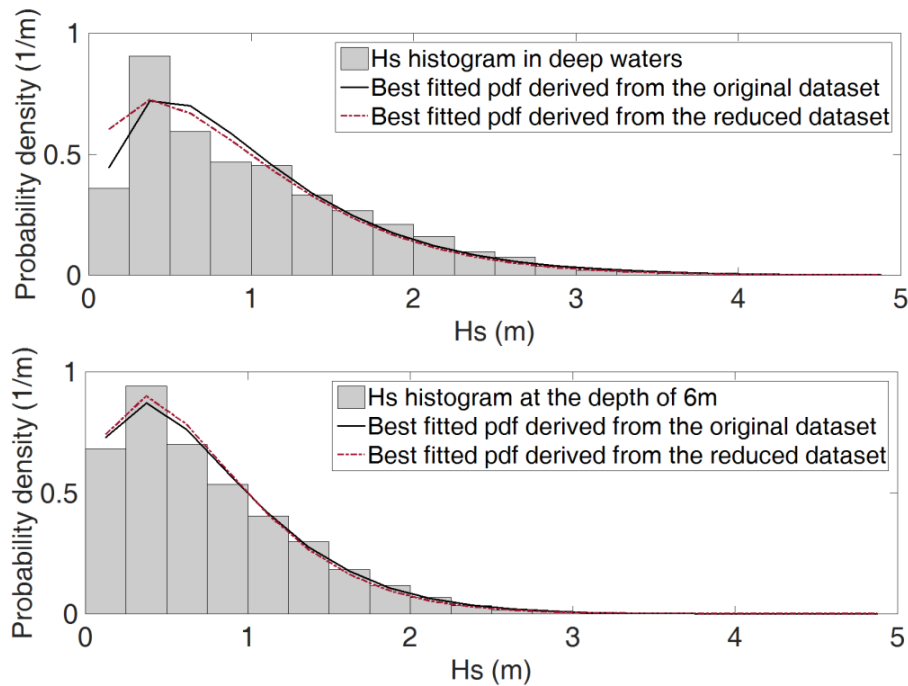 Probability density (1/m)
1
0.5
0
Hs histogram in deep waters
Best fitted pdf derived from the original dataset
Best fitted pdf derived from the reduced dataset
0 1 2 3 4 5
Hs (m)
Probability density (1/m)
1
0.5
0
Hs histogram at the depth of 6m
Best fitted pdf derived from the original dataset
Best fitted pdf derived from the reduced dataset
0 1 2 3 4 5
Hs (m)